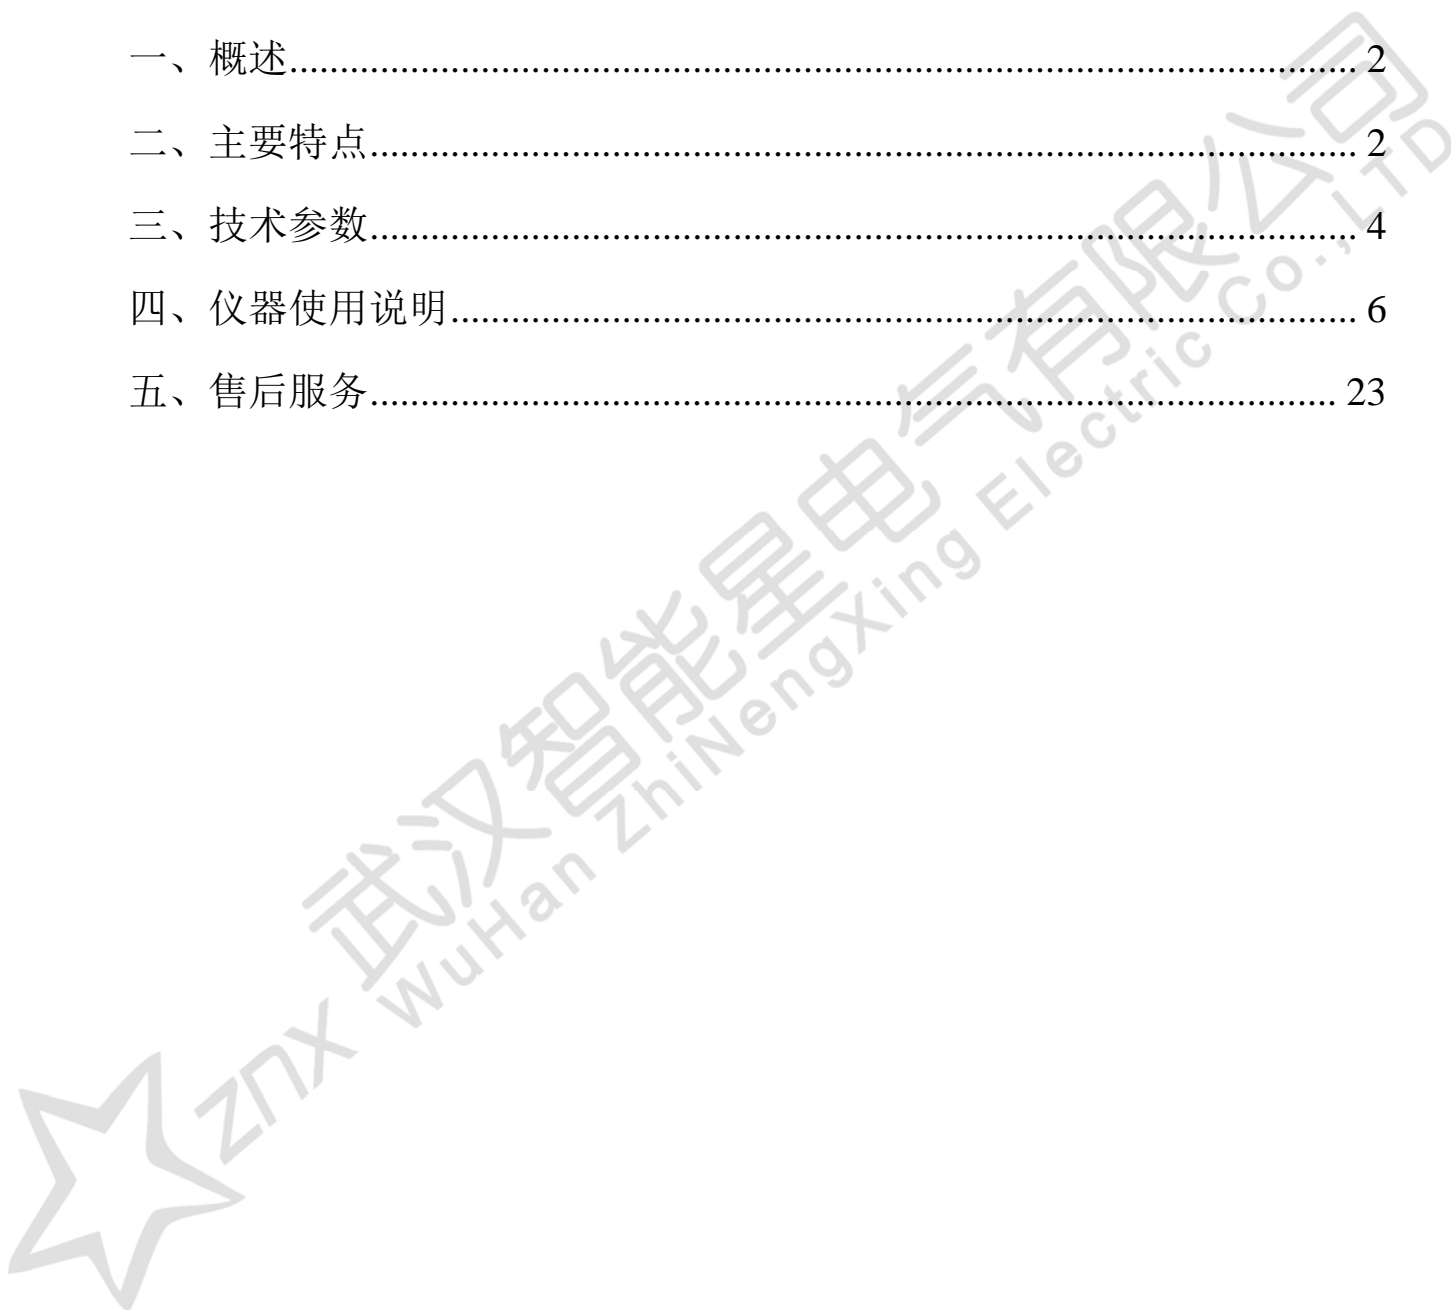 一、概述........................................................................................................ 2
二、主要特点................................................................................................ 2
三、技术参数................................................................................................ 4
四、仪器使用说明........................................................................................ 6
五、售后服务.............................................................................................. 23
武汉智能星电气有限公司
znx WuHan ZhiNengXing Electric Co.,LTD